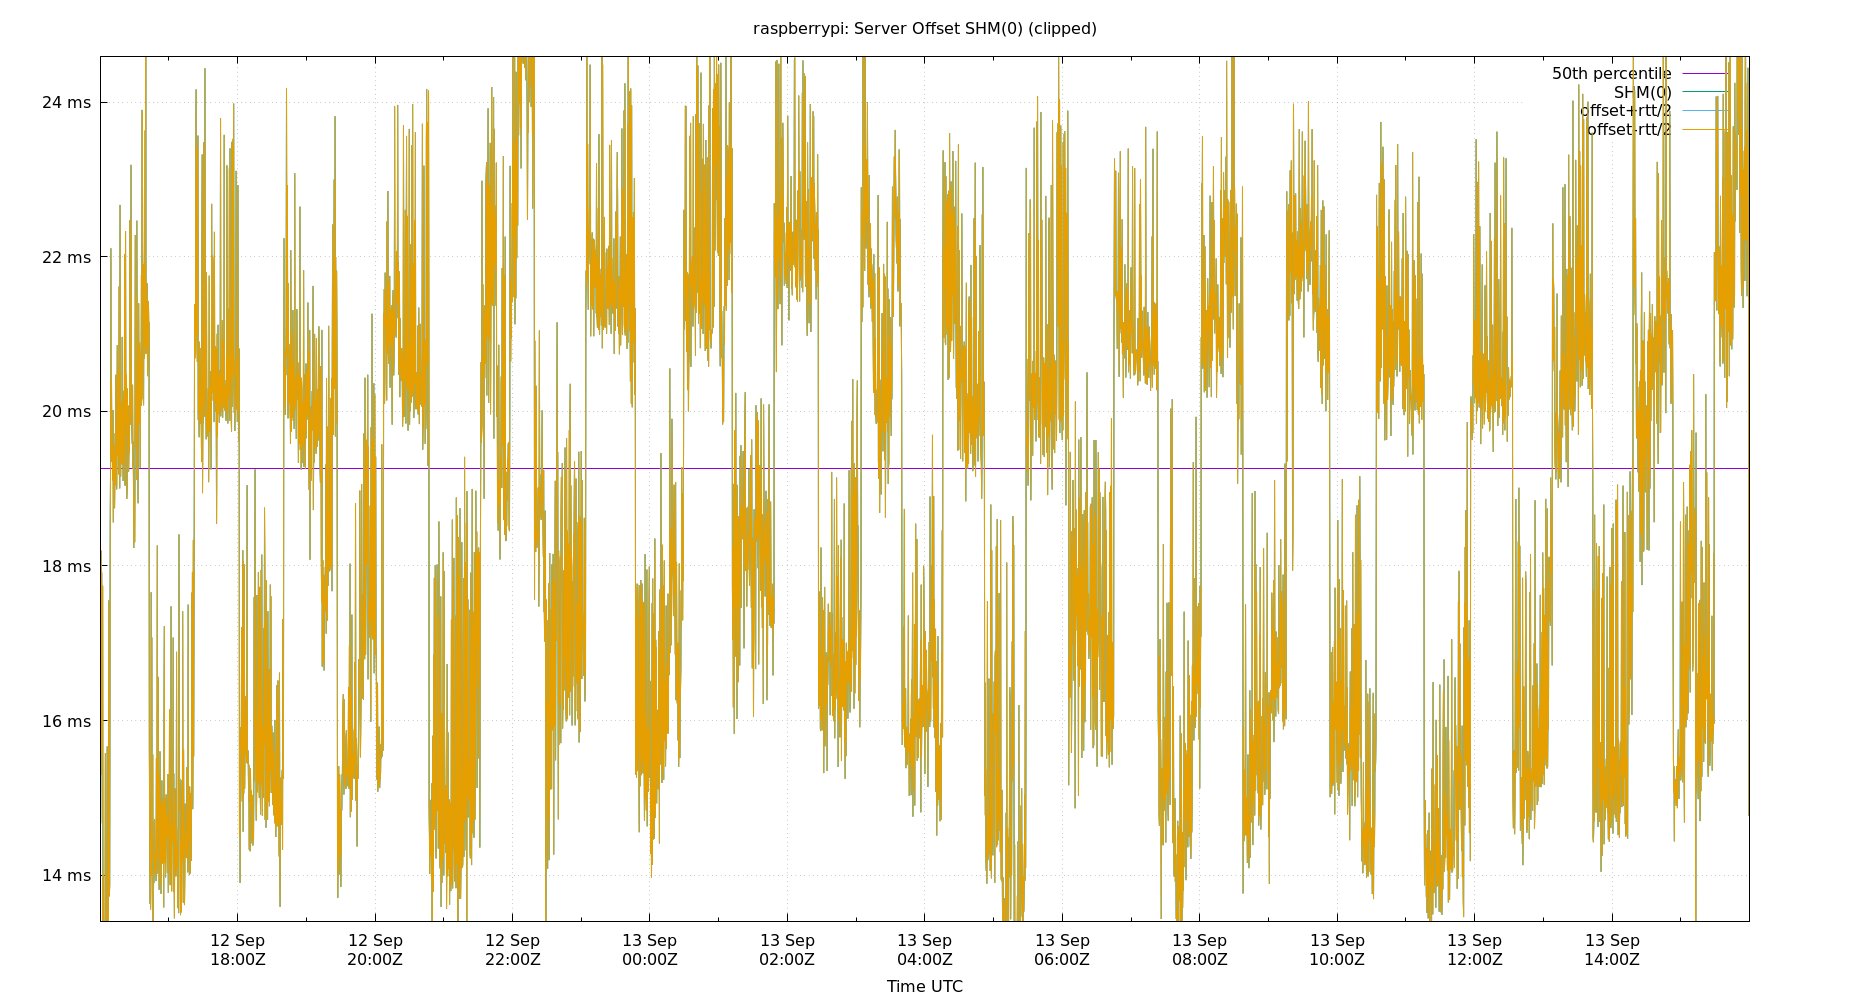 raspberrypi: Server Offset SHM(0) (clipped)
50th percentile
SHM(0)
offset+rtt/2
offset-rtt/2
24 ms
22 ms
20 ms
18 ms
16 ms
14 ms
12 Sep 12 Sep 12 Sep 13 Sep 13 Sep 13 Sep 13 Sep 13 Sep 13 Sep 13 Sep 13 Sep
18:00Z 20:00Z 22:00Z 00:00Z 02:00Z 04:00Z 06:00Z 08:00Z 10:00Z 12:00Z 14:00Z
Time UTC